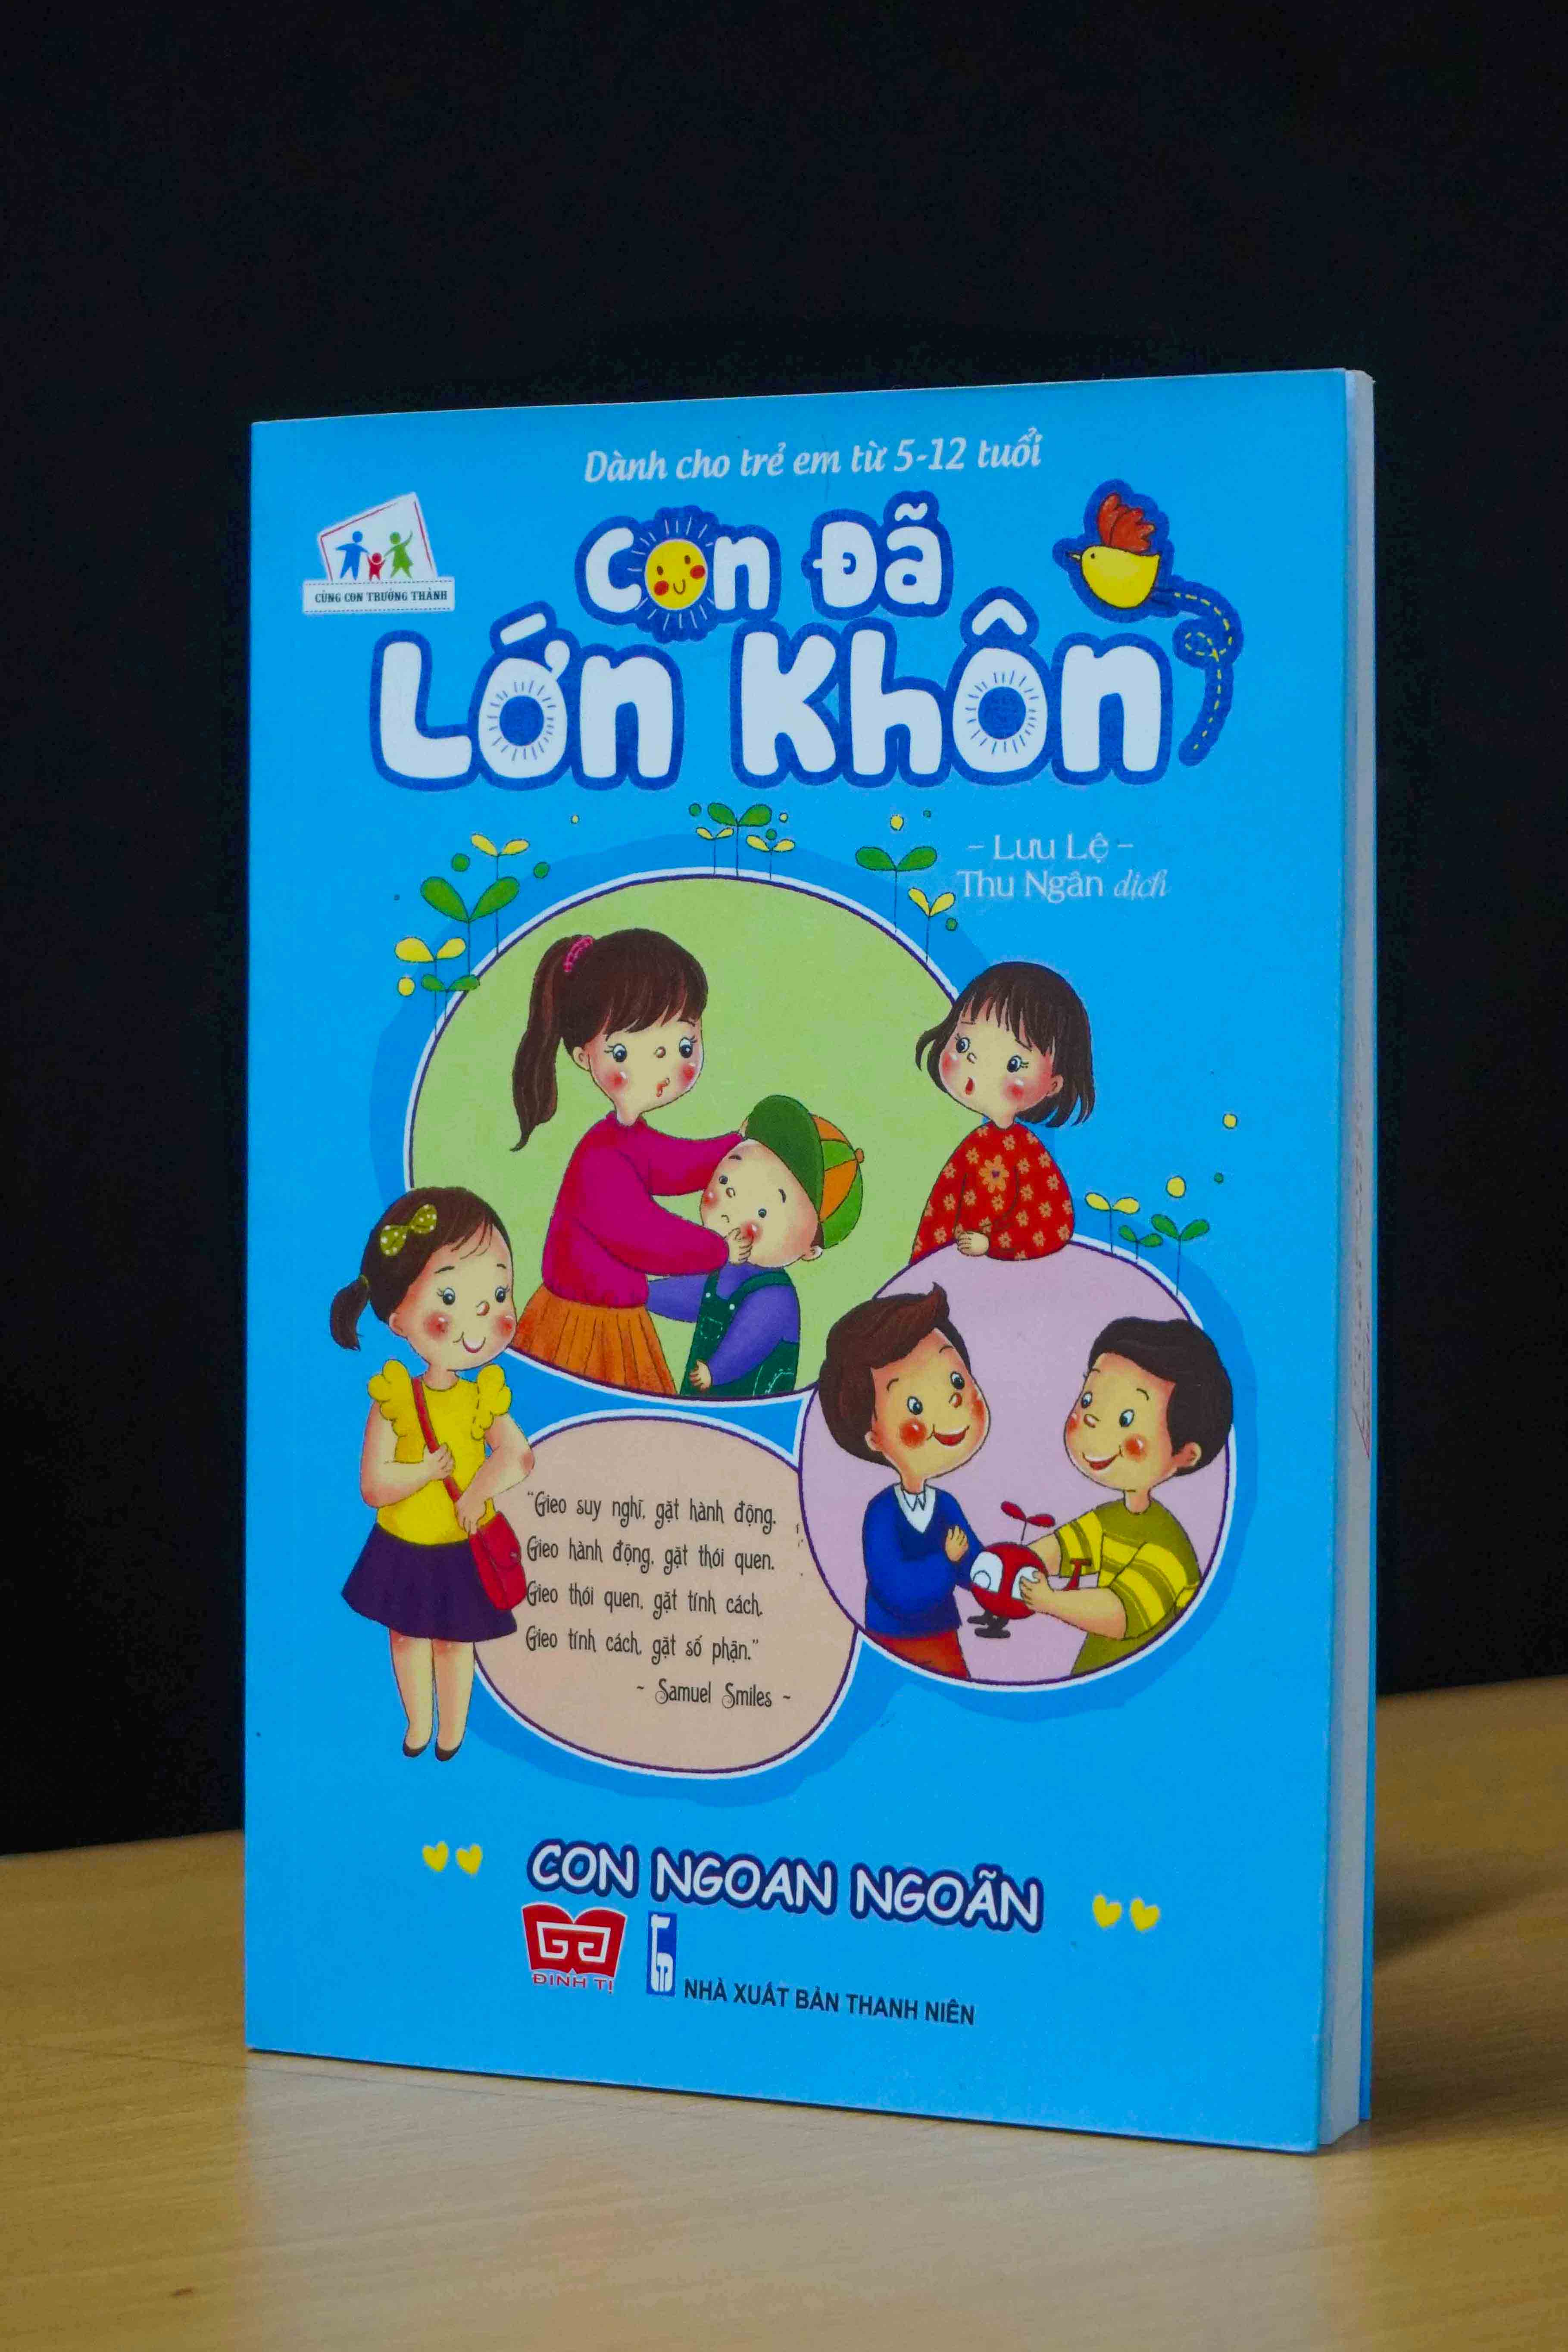 Dành cho trẻ em từ 5-12 tuổi
CÙNG CON TRƯỞNG THÀNH
Con Đã
Lớn Khôn
- Lưu Lệ -
Thu Ngân dịch
"Gieo suy nghĩ, gặt hành động.
Gieo hành động, gặt thói quen.
Gieo thói quen, gặt tính cách.
Gieo tính cách, gặt số phận."
~ Samuel Smiles ~
CON NGOAN NGOÃN
ĐINH TỊ
NHÀ XUẤT BẢN THANH NIÊN